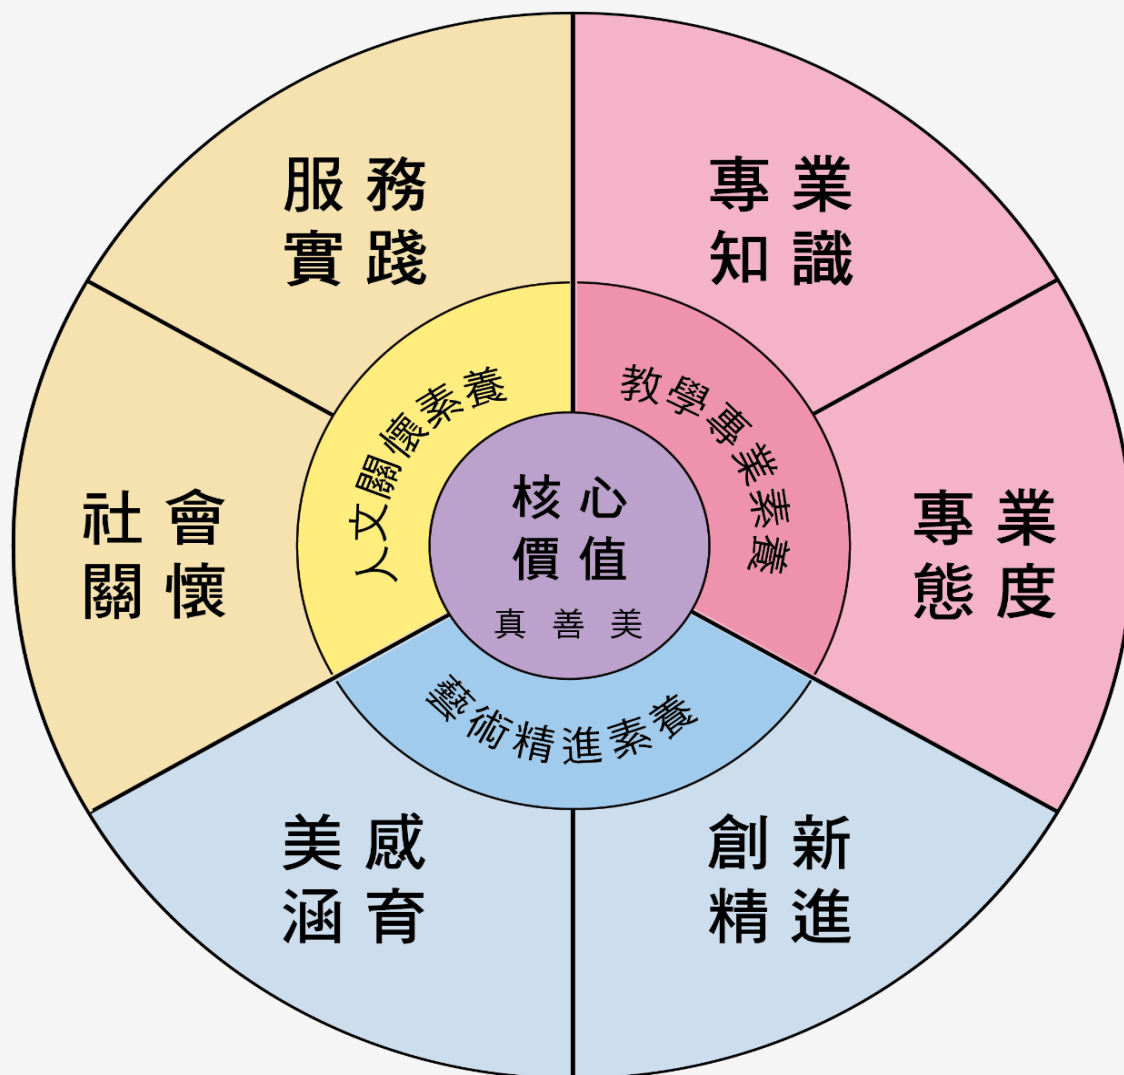 服務
實踐
專業
知識
人文關懷素養
教學專業素養
社會
關懷
核心
價值
真善美
專業
態度
藝術精進素養
美感
涵育
創新
精進